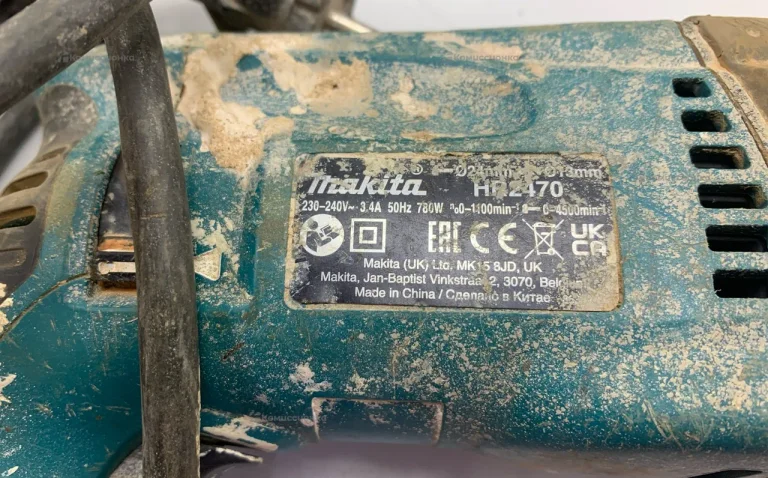 Ø24mm Ø13mm
makita HR2470
230-240V~ 3.4A 50Hz 780W n0 0-1100min-1 0-4500min-1
EAC CE UK CA
Makita (UK) Ltd. MK15 8JD, UK
Makita, Jan-Baptist Vinkstraat 2, 3070, Belgium
Made in China / Сделано в Китае